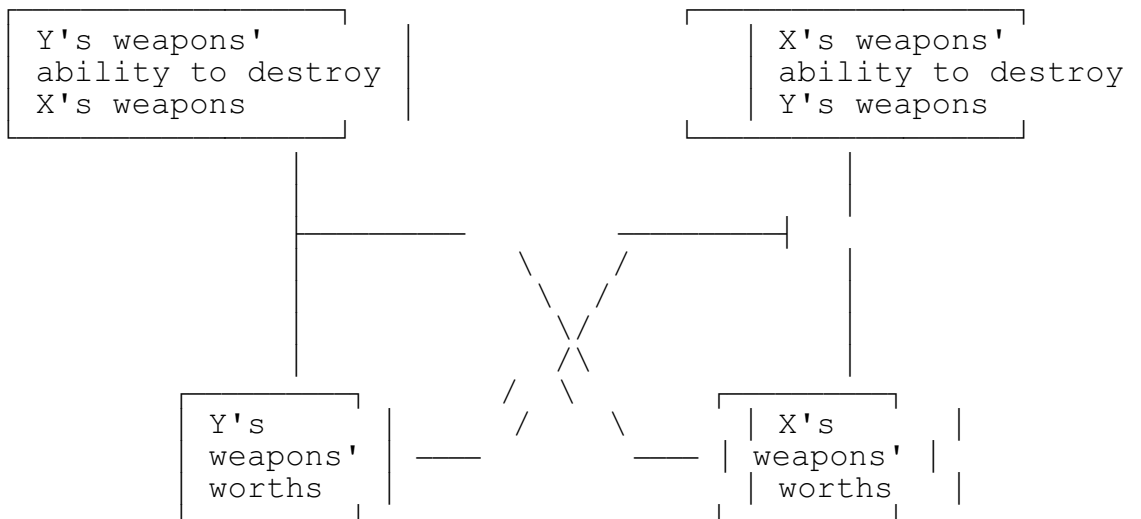 Y's weapons'
ability to destroy
X's weapons
X's weapons'
ability to destroy
Y's weapons
Y's
weapons'
worths
X's
weapons'
worths